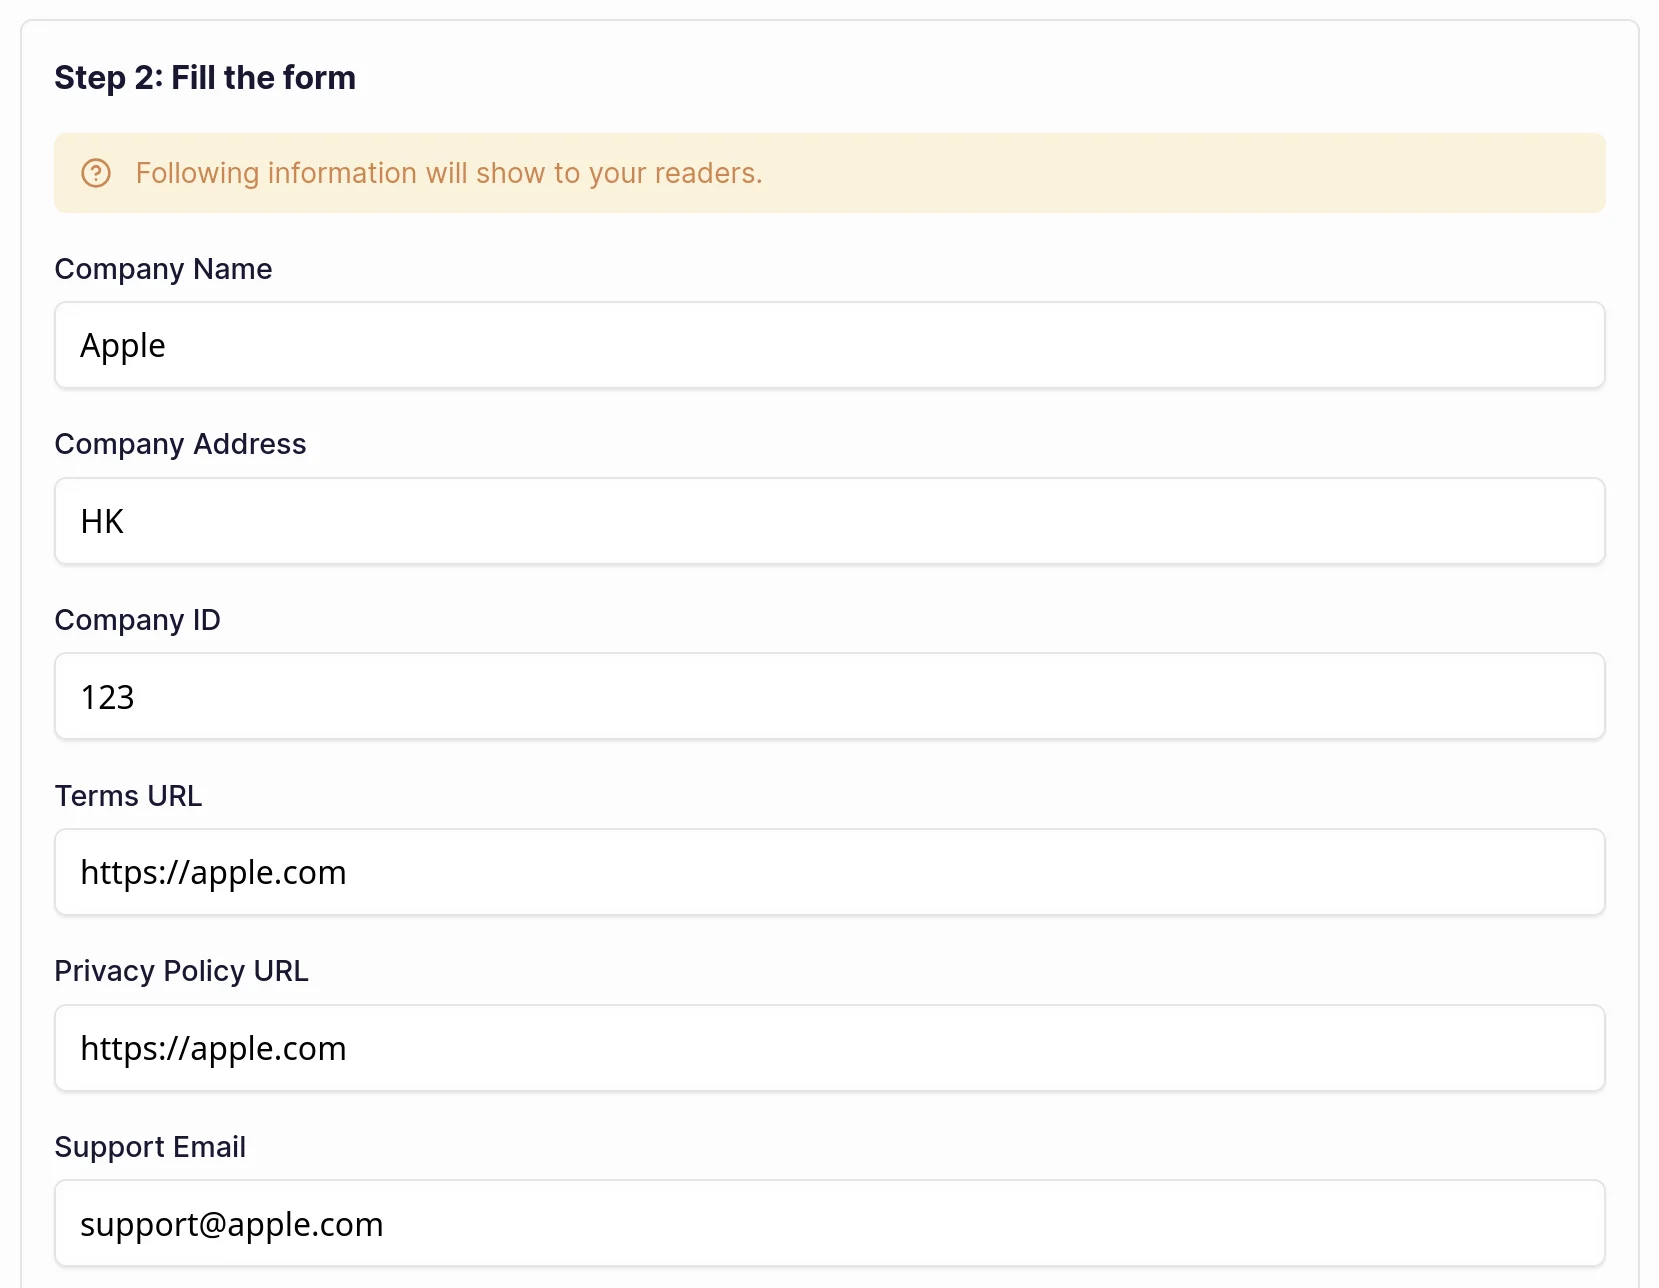 Step 2: Fill the form
Following information will show to your readers.
Company Name
Apple
Company Address
HK
Company ID
123
Terms URL
https://apple.com
Privacy Policy URL
https://apple.com
Support Email
support@apple.com